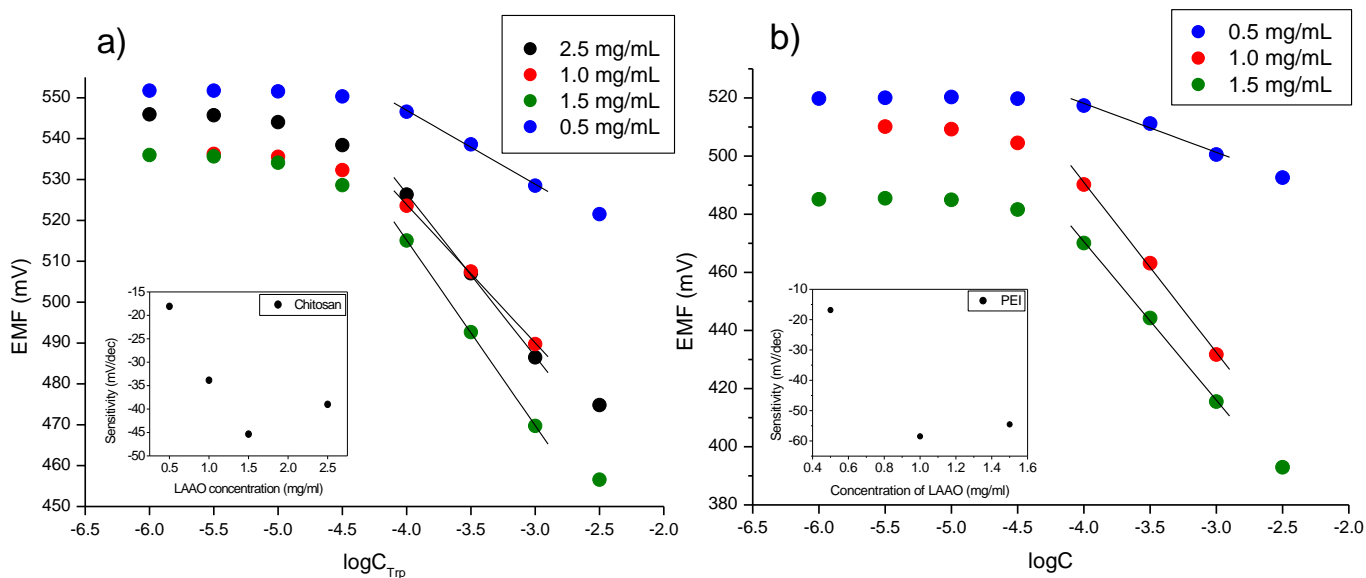 a)
2.5 mg/mL
1.0 mg/mL
1.5 mg/mL
0.5 mg/mL
550
540
530
520
510
500
490
480
470
460
450
EMF (mV)
-6.5 -6.0 -5.5 -5.0 -4.5 -4.0 -3.5 -3.0 -2.5 -2.0
logC_Trp
Chitosan
-15
-20
-25
-30
-35
-40
-45
-50
Sensitivity (mV/dec)
0.5 1.0 1.5 2.0 2.5
LAAO concentration (mg/ml)
b)
0.5 mg/mL
1.0 mg/mL
1.5 mg/mL
520
500
480
460
440
420
400
380
EMF (mV)
-6.5 -6.0 -5.5 -5.0 -4.5 -4.0 -3.5 -3.0 -2.5 -2.0
logC
PEI
-10
-20
-30
-40
-50
-60
Sensitivity (mV/dec)
0.4 0.6 0.8 1.0 1.2 1.4 1.6
Concentration of LAAO (mg/ml)